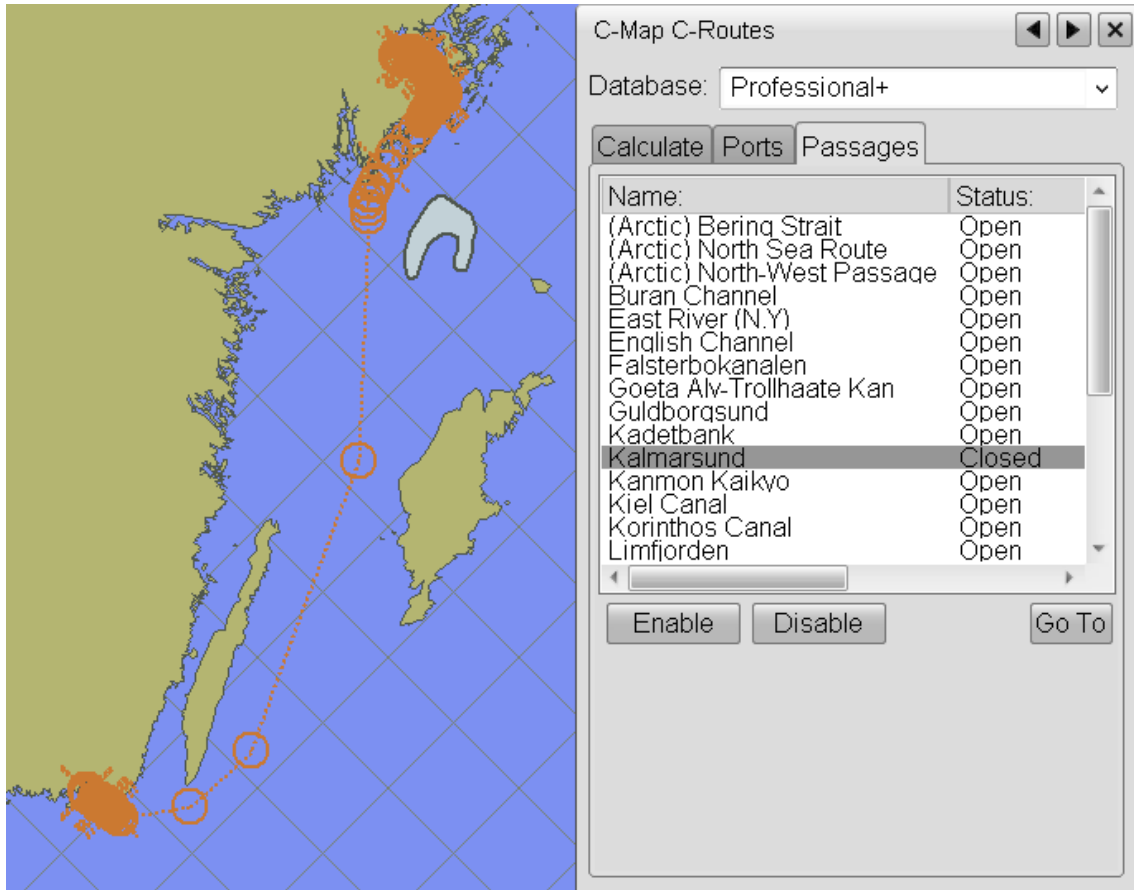 C-Map C-Routes
Database: Professional+
Calculate Ports Passages
Name: Status:
(Arctic) Bering Strait Open
(Arctic) North Sea Route Open
(Arctic) North-West Passage Open
Buran Channel Open
East River (N.Y) Open
English Channel Open
Falsterbokanalen Open
Goeta Alv-Trollhaate Kan Open
Guldborgsund Open
Kadetbank Open
Kalmarsund Closed
Kanmon Kaikyo Open
Kiel Canal Open
Korinthos Canal Open
Limfjorden Open
Enable Disable Go To